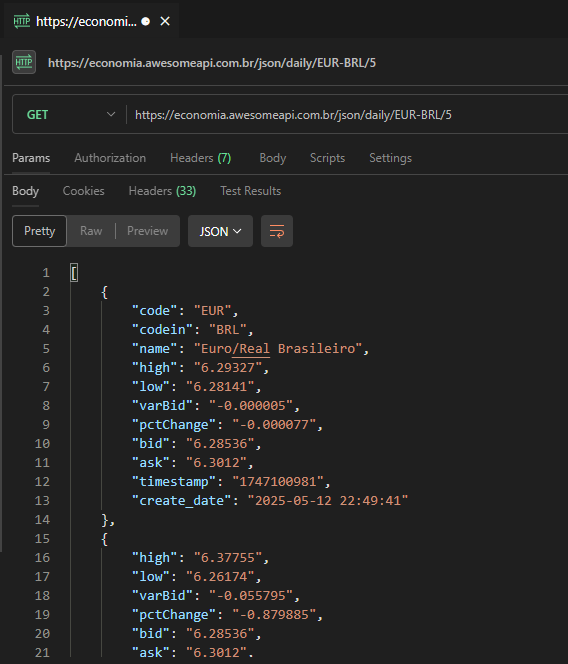 HTTP https://economi...
HTTP https://economia.awesomeapi.com.br/json/daily/EUR-BRL/5
GET https://economia.awesomeapi.com.br/json/daily/EUR-BRL/5
Params Authorization Headers (7) Body Scripts Settings
Body Cookies Headers (33) Test Results
Pretty Raw Preview JSON
1 [
2 {
3 "code": "EUR",
4 "codein": "BRL",
5 "name": "Euro/Real Brasileiro",
6 "high": "6.29327",
7 "low": "6.28141",
8 "varBid": "-0.000005",
9 "pctChange": "-0.000077",
10 "bid": "6.28536",
11 "ask": "6.3012",
12 "timestamp": "1747100981",
13 "create_date": "2025-05-12 22:49:41"
14 },
15 {
16 "high": "6.37755",
17 "low": "6.26174",
18 "varBid": "-0.055795",
19 "pctChange": "-0.879885",
20 "bid": "6.28536",
21 "ask": "6.3012",